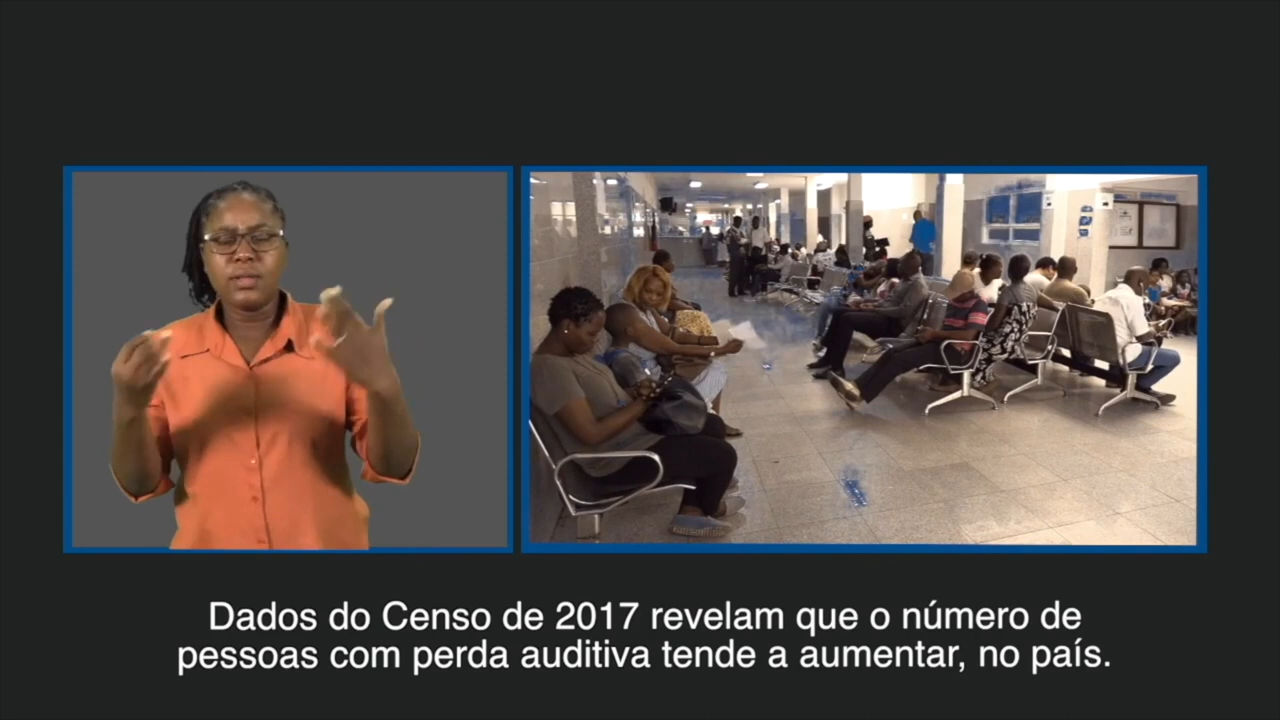 Dados do Censo de 2017 revelam que o número de
pessoas com perda auditiva tende a aumentar, no país.